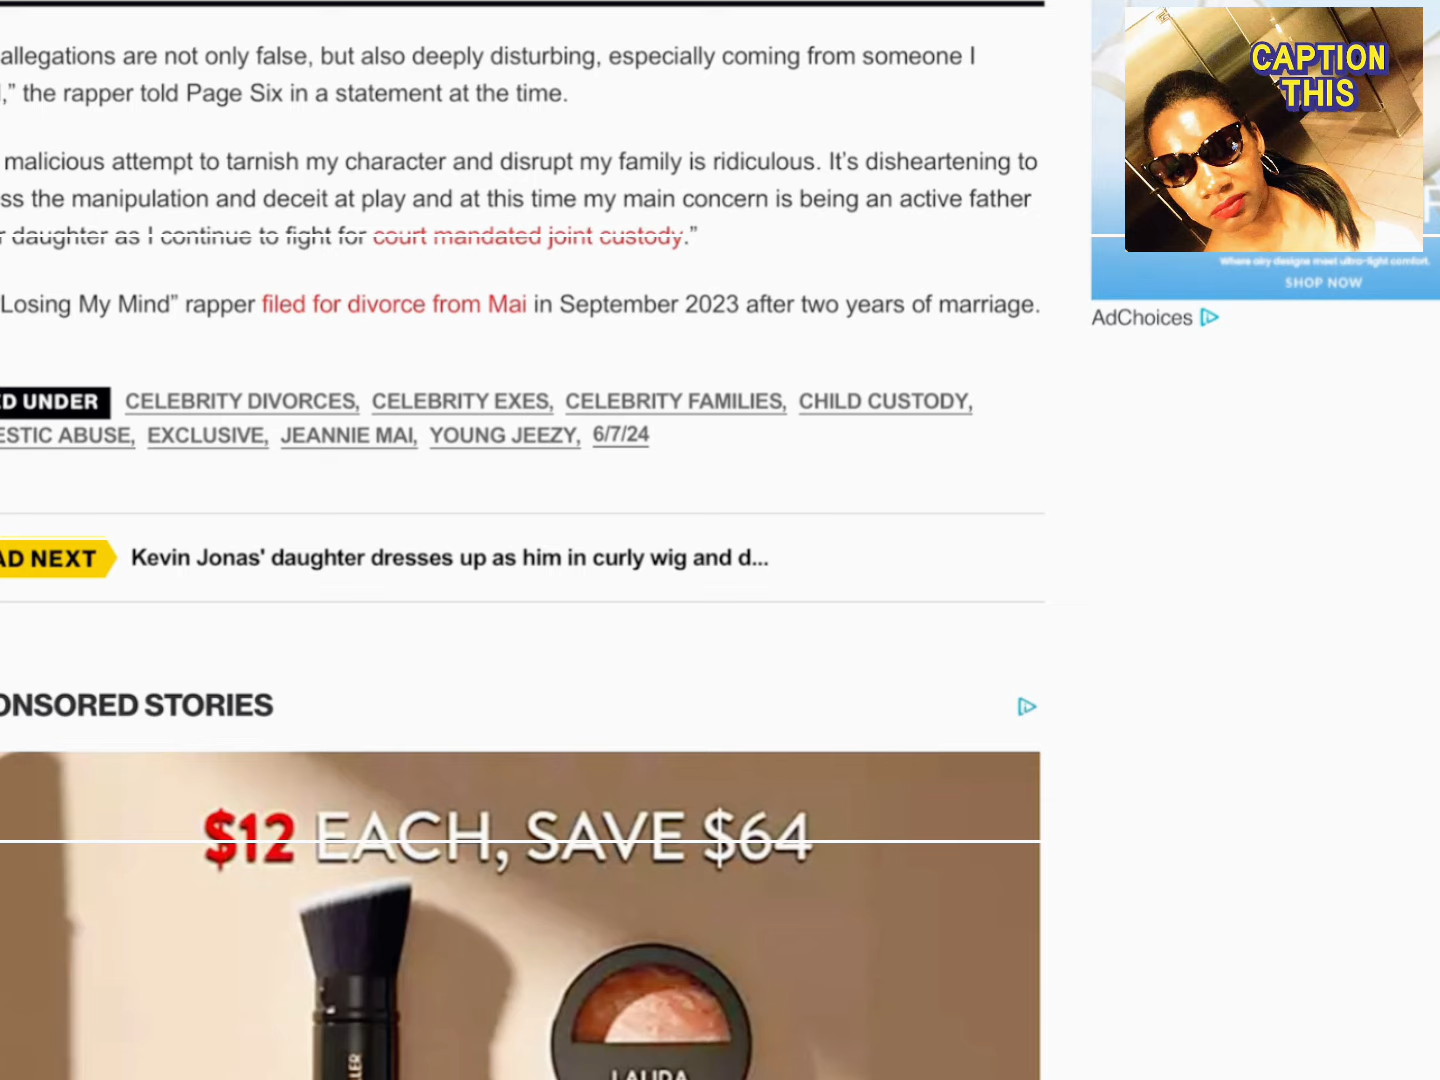 allegations are not only false, but also deeply disturbing, especially coming from someone I
,” the rapper told Page Six in a statement at the time.
malicious attempt to tarnish my character and disrupt my family is ridiculous. It’s disheartening to
ss the manipulation and deceit at play and at this time my main concern is being an active father
r daughter as I continue to fight for court mandated joint custody.”
Losing My Mind” rapper filed for divorce from Mai in September 2023 after two years of marriage.
ED UNDER CELEBRITY DIVORCES, CELEBRITY EXES, CELEBRITY FAMILIES, CHILD CUSTODY,
ESTIC ABUSE, EXCLUSIVE, JEANNIE MAI, YOUNG JEEZY, 6/7/24
AD NEXT Kevin Jonas' daughter dresses up as him in curly wig and d...
ONSORED STORIES
$12 EACH, SAVE $64
LLER
LAURA
CAPTION
THIS
Where airy designs meet ultra-light comfort.
SHOP NOW
AdChoices